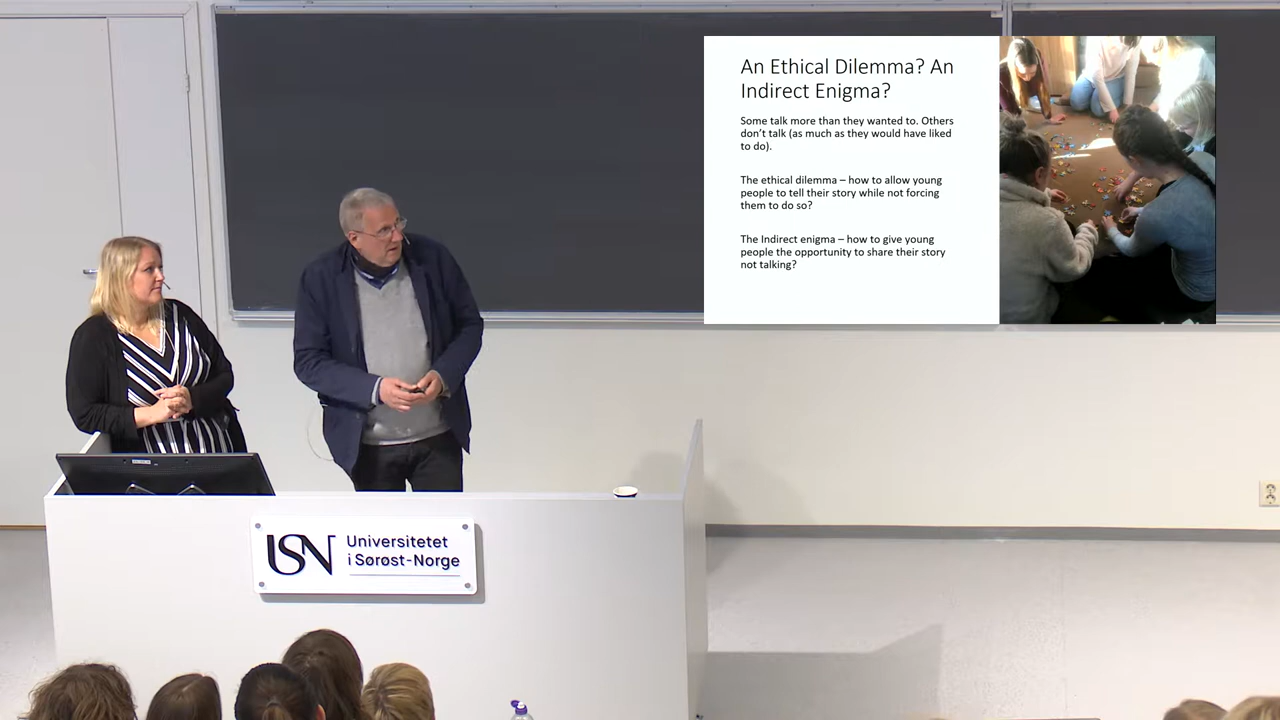 An Ethical Dilemma? An
Indirect Enigma?
Some talk more than they wanted to. Others
don't talk (as much as they would have liked
to do).
The ethical dilemma – how to allow young
people to tell their story while not forcing
them to do so?
The Indirect enigma – how to give young
people the opportunity to share their story
not talking?
USN
Universitetet
i Sørøst-Norge